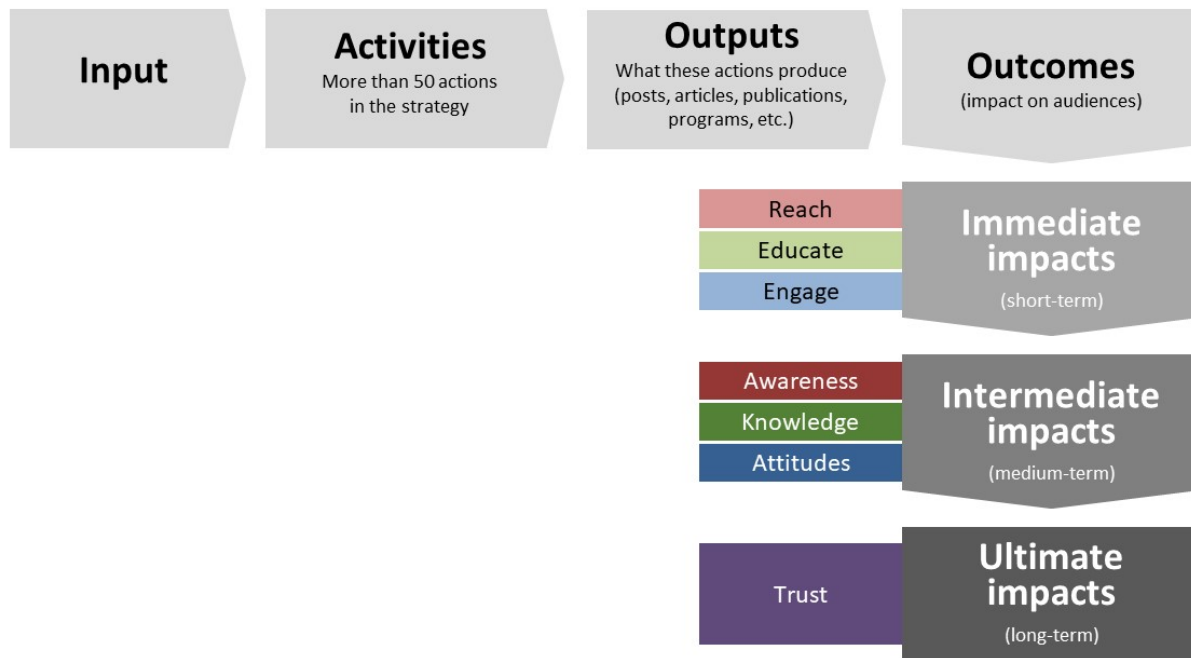 Input
Activities
More than 50 actions
in the strategy
Outputs
What these actions produce
(posts, articles, publications,
programs, etc.)
Outcomes
(impact on audiences)
Reach
Educate
Engage
Immediate
impacts
(short-term)
Awareness
Knowledge
Attitudes
Intermediate
impacts
(medium-term)
Trust
Ultimate
impacts
(long-term)